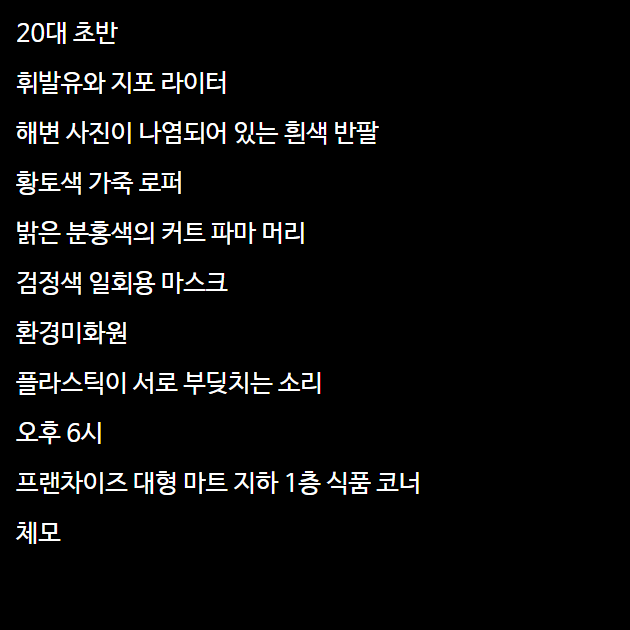 20대 초반
휘발유와 지포 라이터
해변 사진이 나염되어 있는 흰색 반팔
황토색 가죽 로퍼
밝은 분홍색의 커트 파마 머리
검정색 일회용 마스크
환경미화원
플라스틱이 서로 부딪치는 소리
오후 6시
프랜차이즈 대형 마트 지하 1층 식품 코너
체모